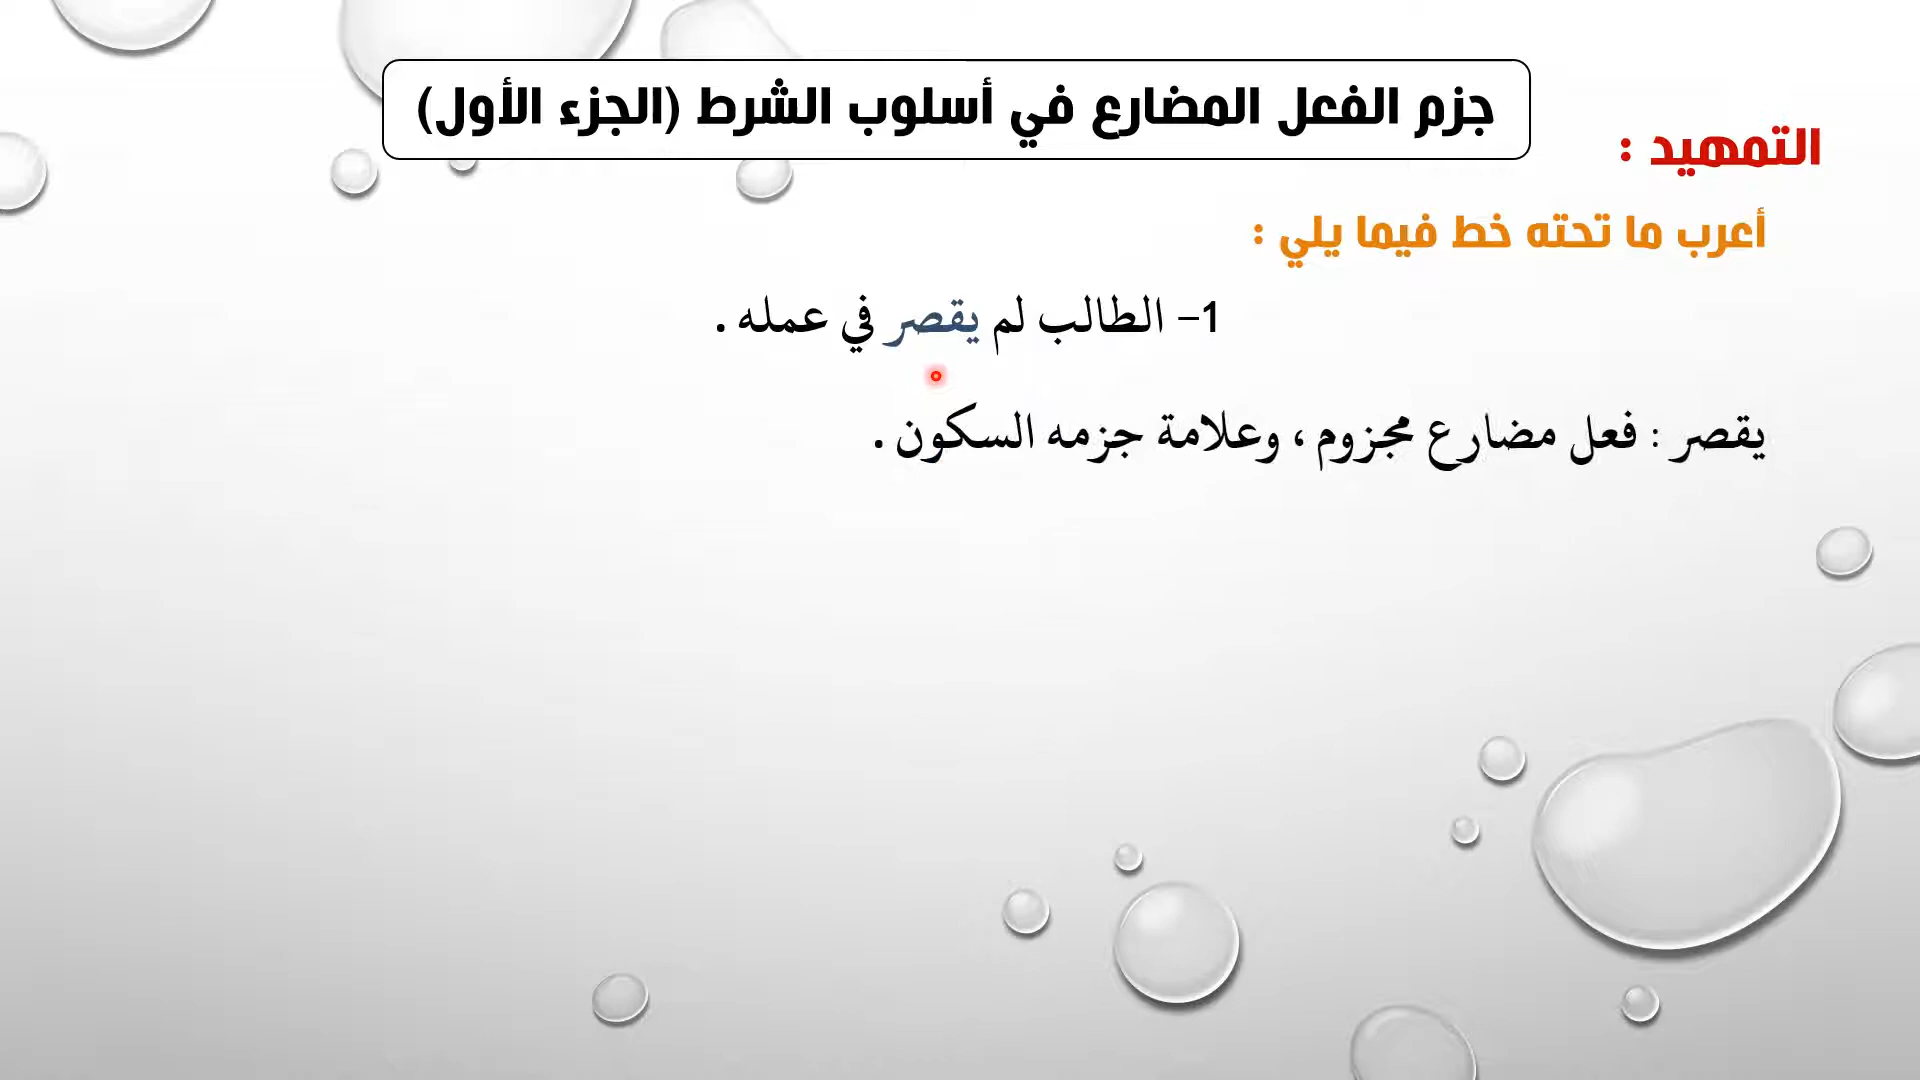 جزم الفعل المضارع في أسلوب الشرط (الجزء الأول)
التمهيد :
أعرب ما تحته خط فيما يلي :
1- الطالب لم يقصر في عمله .
يقصر : فعل مضارع مجزوم ، وعلامة جزمه السكون .